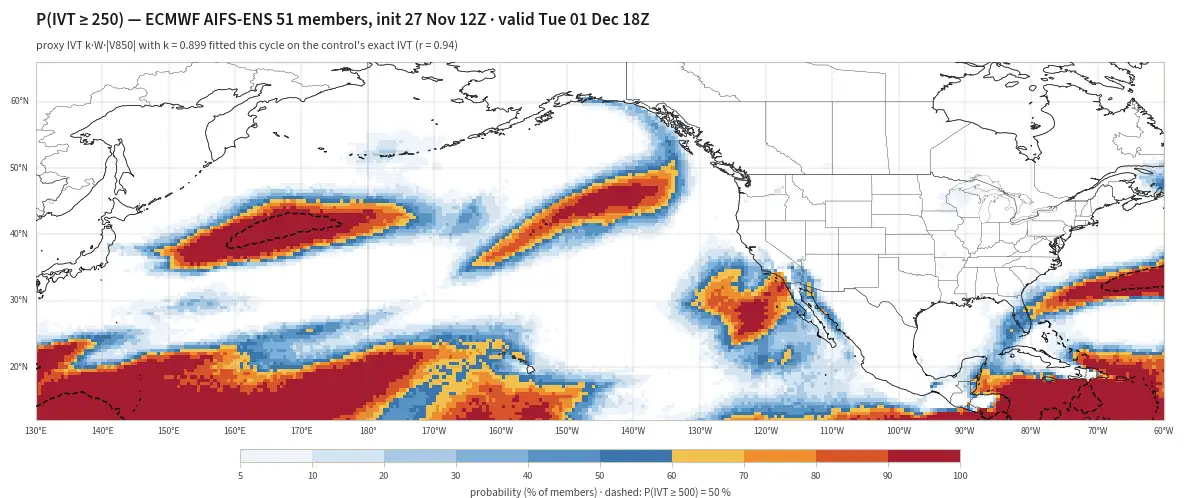 P(IVT ≥ 250) — ECMWF AIFS-ENS 51 members, init 27 Nov 12Z · valid Tue 01 Dec 18Z
proxy IVT k·W·|V850| with k = 0.899 fitted this cycle on the control's exact IVT (r = 0.94)
60°N
50°N
40°N
30°N
20°N
130°E 140°E 150°E 160°E 170°E 180° 170°W 160°W 150°W 140°W 130°W 120°W 110°W 100°W 90°W 80°W 70°W 60°W
5 10 20 30 40 50 60 70 80 90 100
probability (% of members) · dashed: P(IVT ≥ 500) = 50 %